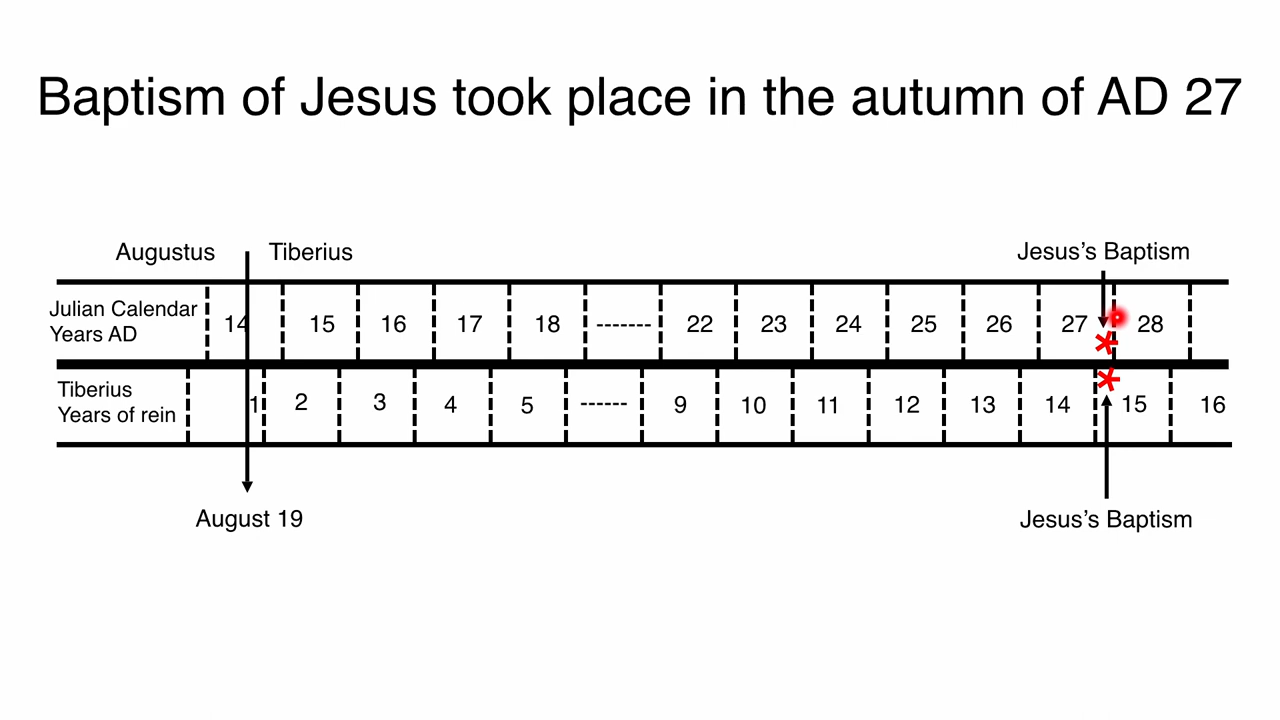 Baptism of Jesus took place in the autumn of AD 27
Augustus Tiberius Jesus's Baptism
Julian Calendar
Years AD
14 15 16 17 18 ------- 22 23 24 25 26 27 28
Tiberius
Years of rein
1 2 3 4 5 ------ 9 10 11 12 13 14 15 16
August 19 Jesus's Baptism